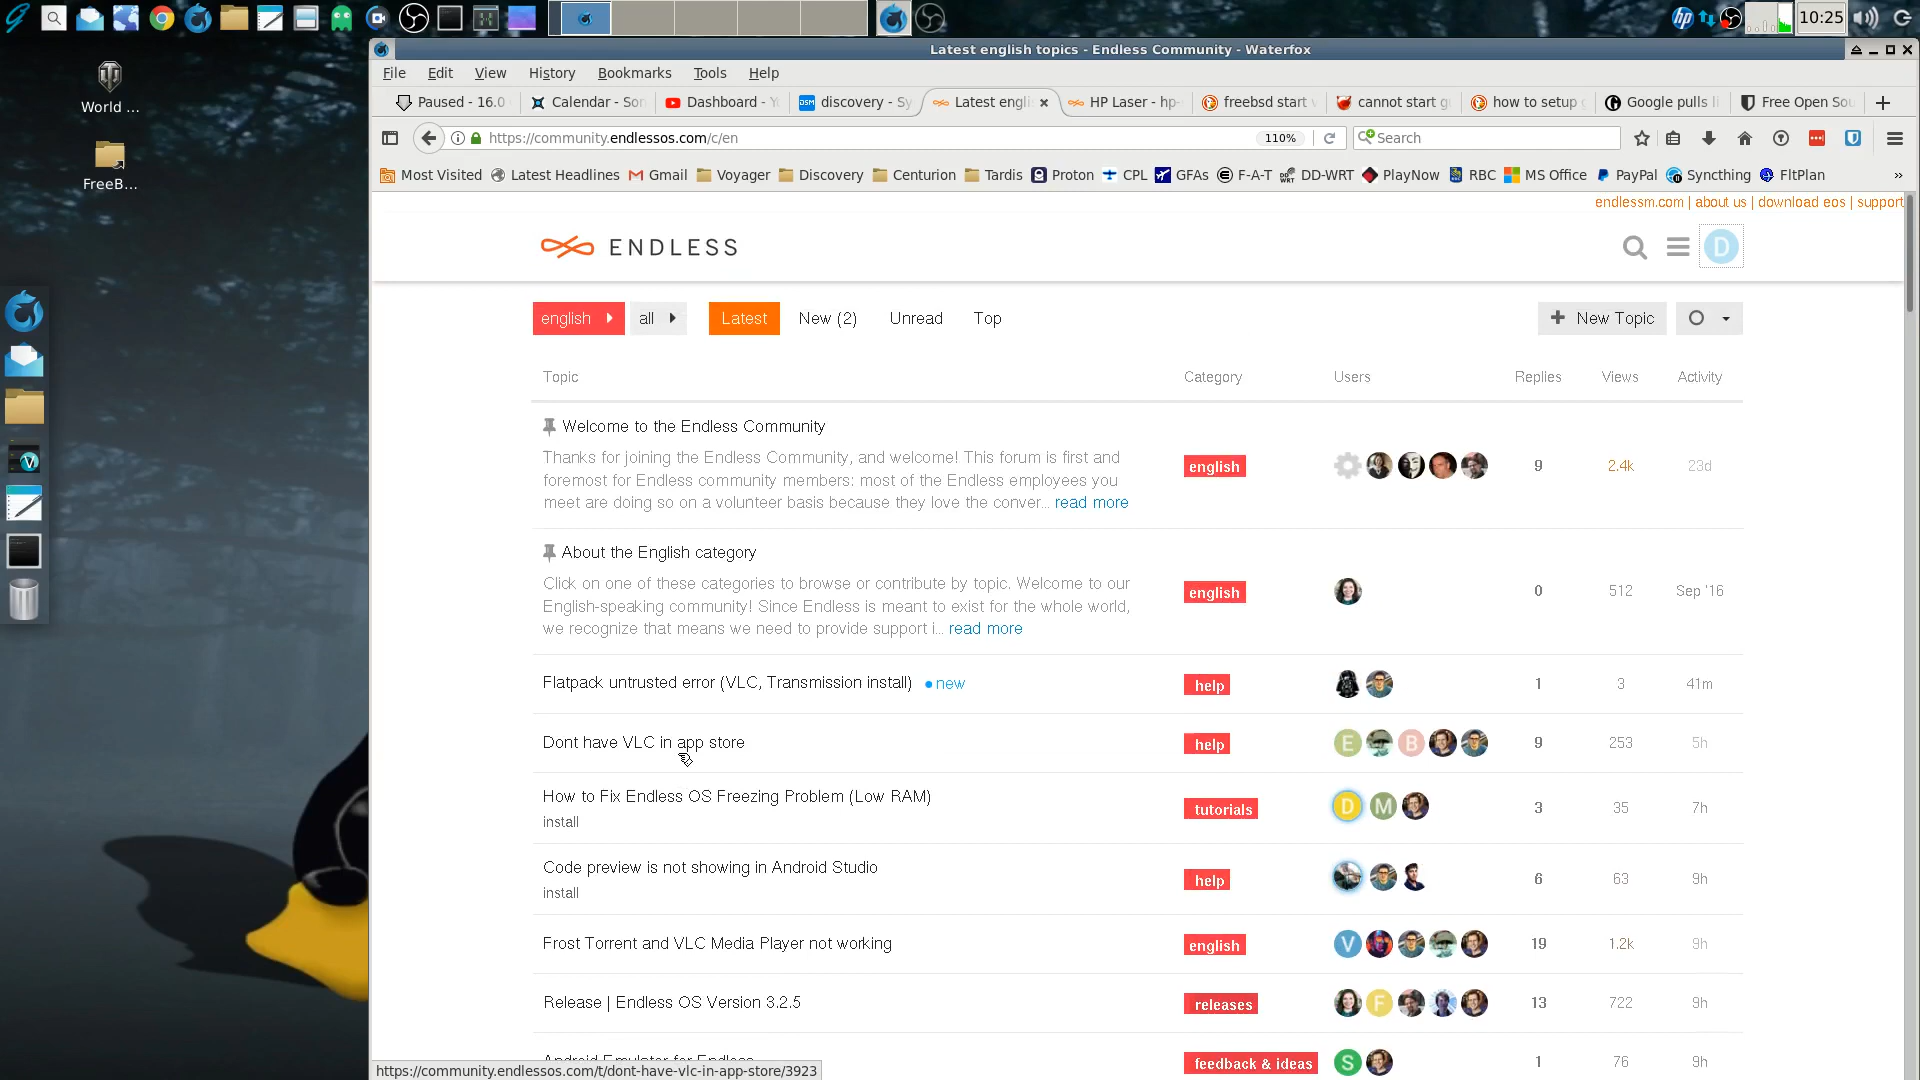 10:25
World ...
FreeB...
Latest english topics - Endless Community - Waterfox
File Edit View History Bookmarks Tools Help
Paused - 16.0 Calendar - Son Dashboard - Y discovery - Sy Latest engli HP Laser - hp- freebsd start v cannot start g how to setup g Google pulls li Free Open Sou
https://community.endlessos.com/c/en 110% Search
Most Visited Latest Headlines Gmail Voyager Discovery Centurion Tardis Proton CPL GFAs F-A-T DD-WRT PlayNow RBC MS Office PayPal Syncthing FltPlan »
endlessm.com | about us | download eos | support
ENDLESS D
english all Latest New (2) Unread Top + New Topic
Topic Category Users Replies Views Activity
Welcome to the Endless Community
Thanks for joining the Endless Community, and welcome! This forum is first and
foremost for Endless community members: most of the Endless employees you
meet are doing so on a volunteer basis because they love the conver... read more
english 9 2.4k 23d
About the English category
Click on one of these categories to browse or contribute by topic. Welcome to our
English-speaking community! Since Endless is meant to exist for the whole world,
we recognize that means we need to provide support i... read more
english 0 512 Sep '16
Flatpack untrusted error (VLC, Transmission install) new help 1 3 41m
Dont have VLC in app store help E B 9 253 5h
How to Fix Endless OS Freezing Problem (Low RAM)
install
tutorials D M 3 35 7h
Code preview is not showing in Android Studio
install
help 6 63 9h
Frost Torrent and VLC Media Player not working english V 19 1.2k 9h
Release | Endless OS Version 3.2.5 releases F 13 722 9h
Android Emulator for Endless feedback & ideas S 1 76 9h
https://community.endlessos.com/t/dont-have-vlc-in-app-store/3923